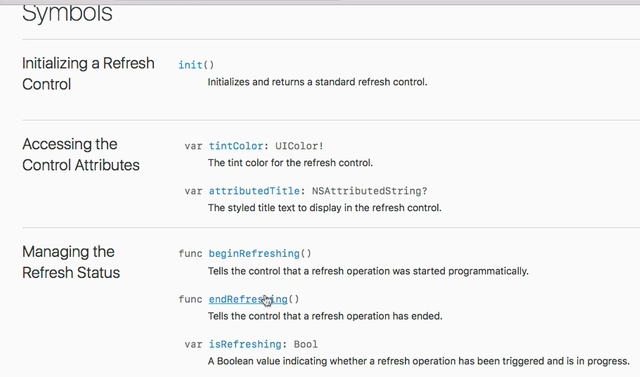 Symbols
Initializing a Refresh Control
init()
Initializes and returns a standard refresh control.
Accessing the Control Attributes
var tintColor: UIColor!
The tint color for the refresh control.
var attributedTitle: NSAttributedString?
The styled title text to display in the refresh control.
Managing the Refresh Status
func beginRefreshing()
Tells the control that a refresh operation was started programmatically.
func endRefreshing()
Tells the control that a refresh operation has ended.
var isRefreshing: Bool
A Boolean value indicating whether a refresh operation has been triggered and is in progress.